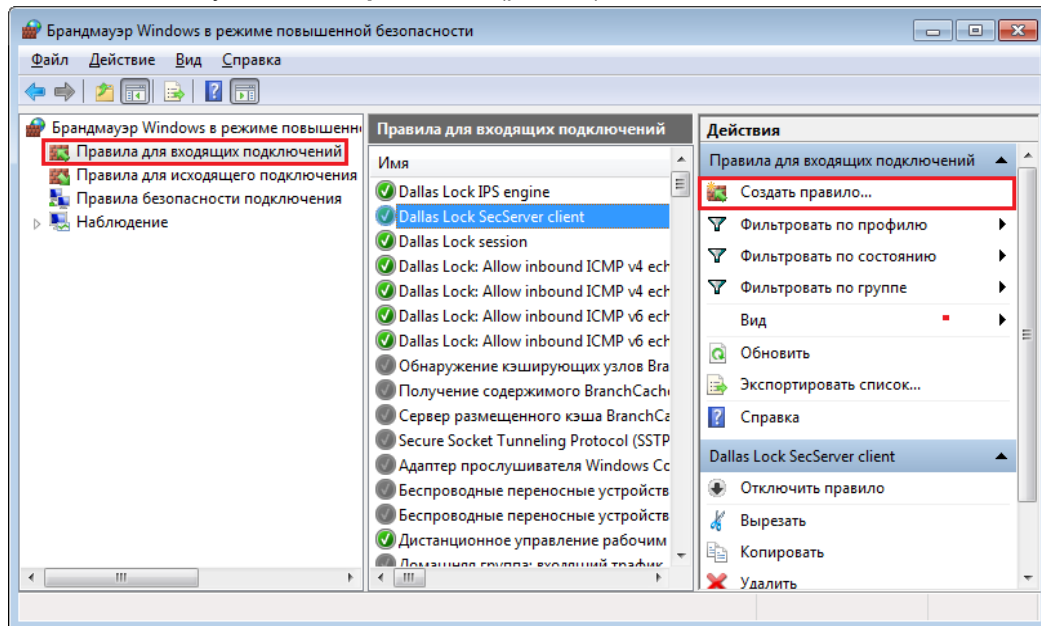 Брандмауэр Windows в режиме повышенной безопасности
Файл Действие Вид Справка
Брандмауэр Windows в режиме повышенн
Правила для входящих подключений
Правила для исходящего подключения
Правила безопасности подключения
Наблюдение
Правила для входящих подключений
Имя
Dallas Lock IPS engine
Dallas Lock SecServer client
Dallas Lock session
Dallas Lock: Allow inbound ICMP v4 ech
Dallas Lock: Allow inbound ICMP v4 ech
Dallas Lock: Allow inbound ICMP v6 ech
Dallas Lock: Allow inbound ICMP v6 ech
Обнаружение кэширующих узлов Bra
Получение содержимого BranchCach
Сервер размещенного кэша BranchCa
Secure Socket Tunneling Protocol (SSTP
Адаптер прослушивателя Windows Co
Беспроводные переносные устройств
Беспроводные переносные устройств
Дистанционное управление рабочим
Домашняя группа: входящий трафик
Действия
Правила для входящих подключений
Создать правило...
Фильтровать по профилю
Фильтровать по состоянию
Фильтровать по группе
Вид
Обновить
Экспортировать список...
Справка
Dallas Lock SecServer client
Отключить правило
Вырезать
Копировать
Удалить